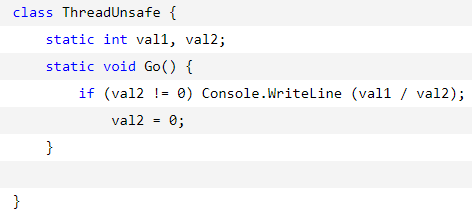 class ThreadUnsafe {
    static int val1, val2;
    static void Go() {
        if (val2 != 0) Console.WriteLine (val1 / val2);
            val2 = 0;
    }
}